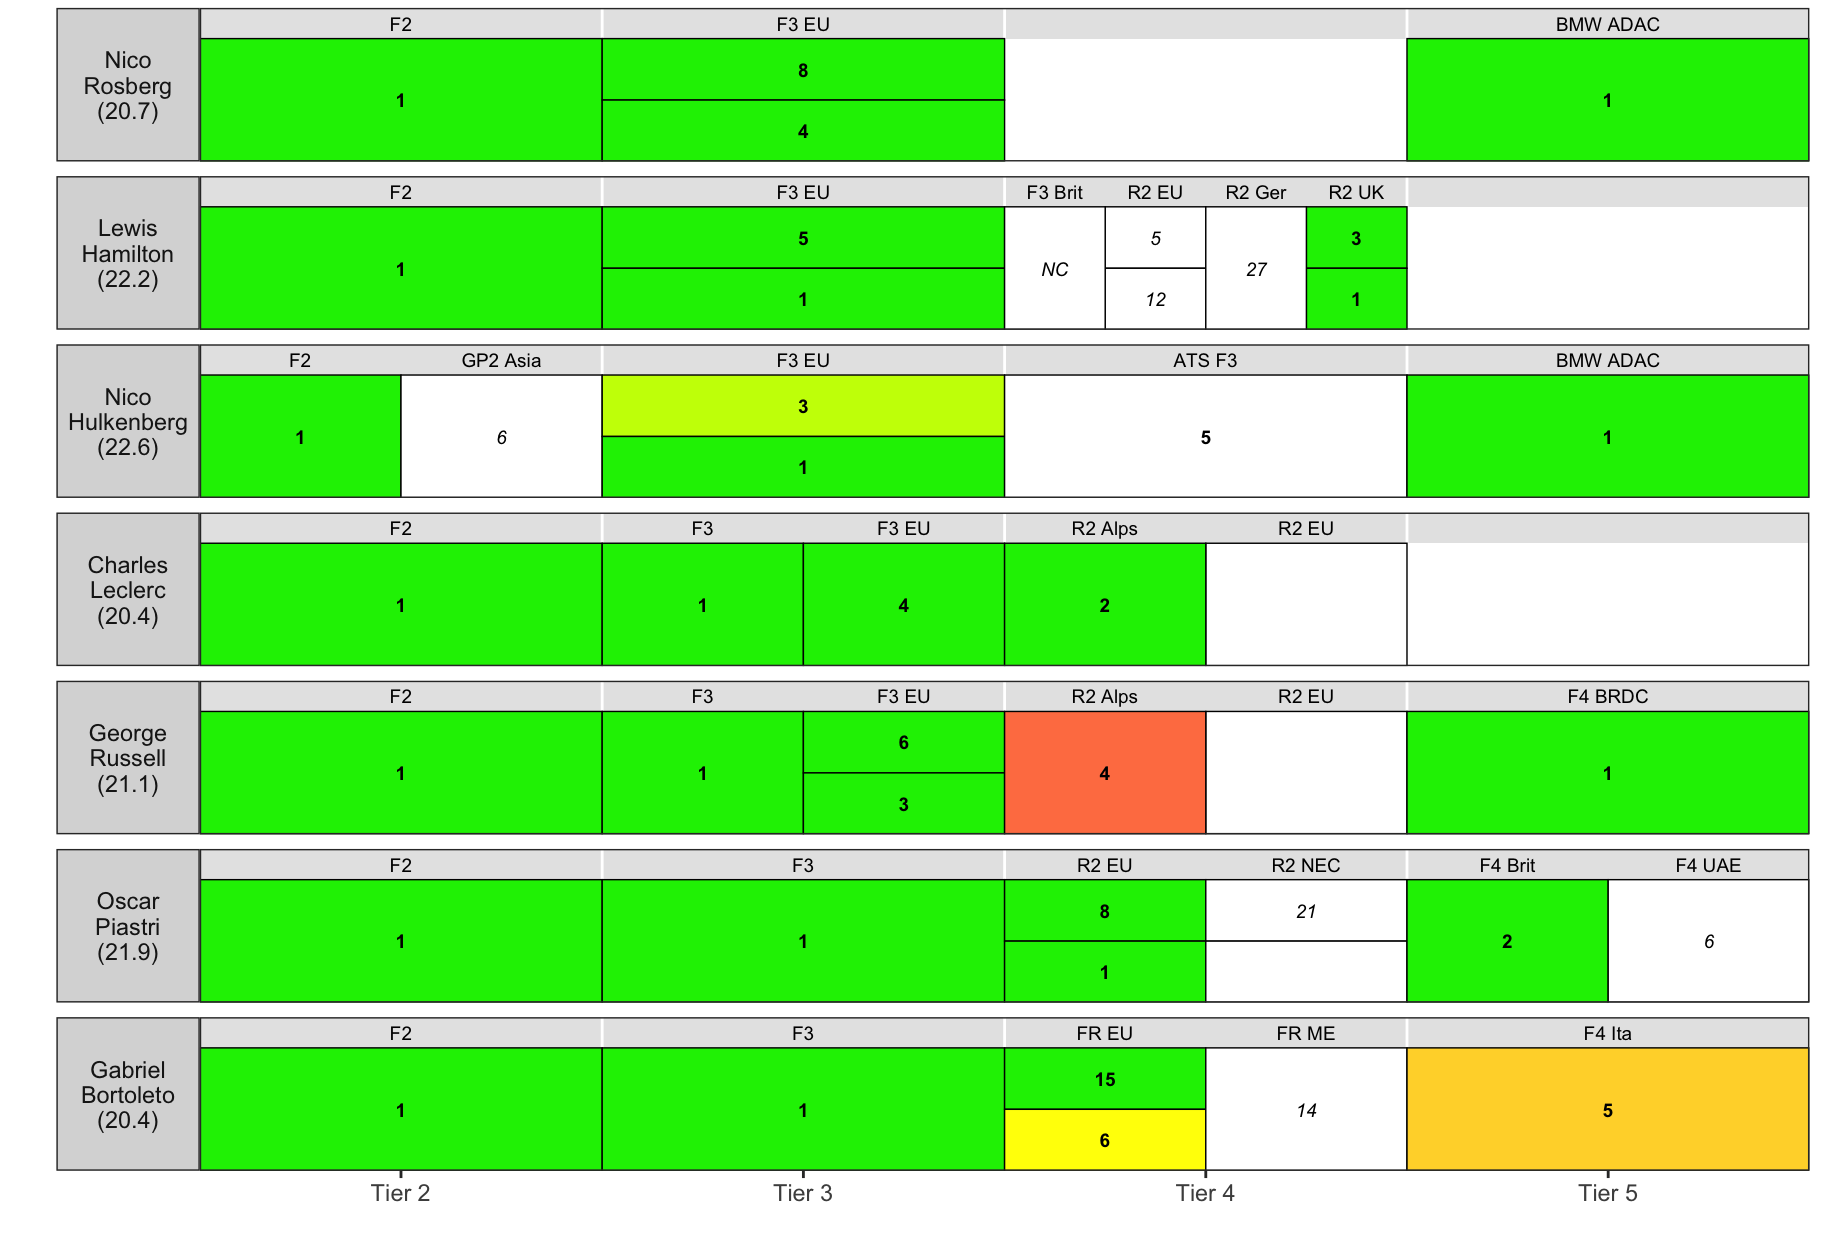 F2 F3 EU BMW ADAC
Nico
Rosberg
(20.7)
1
8
4
1
F2 F3 EU F3 Brit R2 EU R2 Ger R2 UK
Lewis
Hamilton
(22.2)
1
5
1
NC
5
12
27
3
1
F2 GP2 Asia F3 EU ATS F3 BMW ADAC
Nico
Hulkenberg
(22.6)
1
6
3
1
5
1
F2 F3 F3 EU R2 Alps R2 EU
Charles
Leclerc
(20.4)
1
1
4
2
F2 F3 F3 EU R2 Alps R2 EU F4 BRDC
George
Russell
(21.1)
1
1
6
3
4
1
F2 F3 R2 EU R2 NEC F4 Brit F4 UAE
Oscar
Piastri
(21.9)
1
1
8
1
21
2
6
F2 F3 FR EU FR ME F4 Ita
Gabriel
Bortoleto
(20.4)
1
1
15
6
14
5
Tier 2 Tier 3 Tier 4 Tier 5